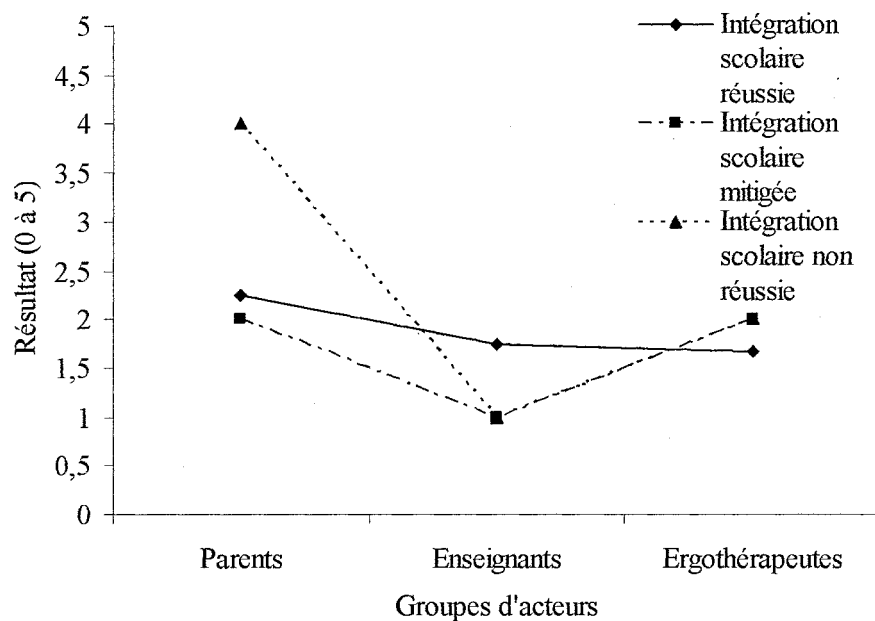 5
4,5
4
3,5
3
2,5
2
1,5
1
0,5
0
Résultat (0 à 5)
Intégration
scolaire
réussie
Intégration
scolaire
mitigée
Intégration
scolaire non
réussie
Parents
Enseignants
Ergothérapeutes
Groupes d'acteurs